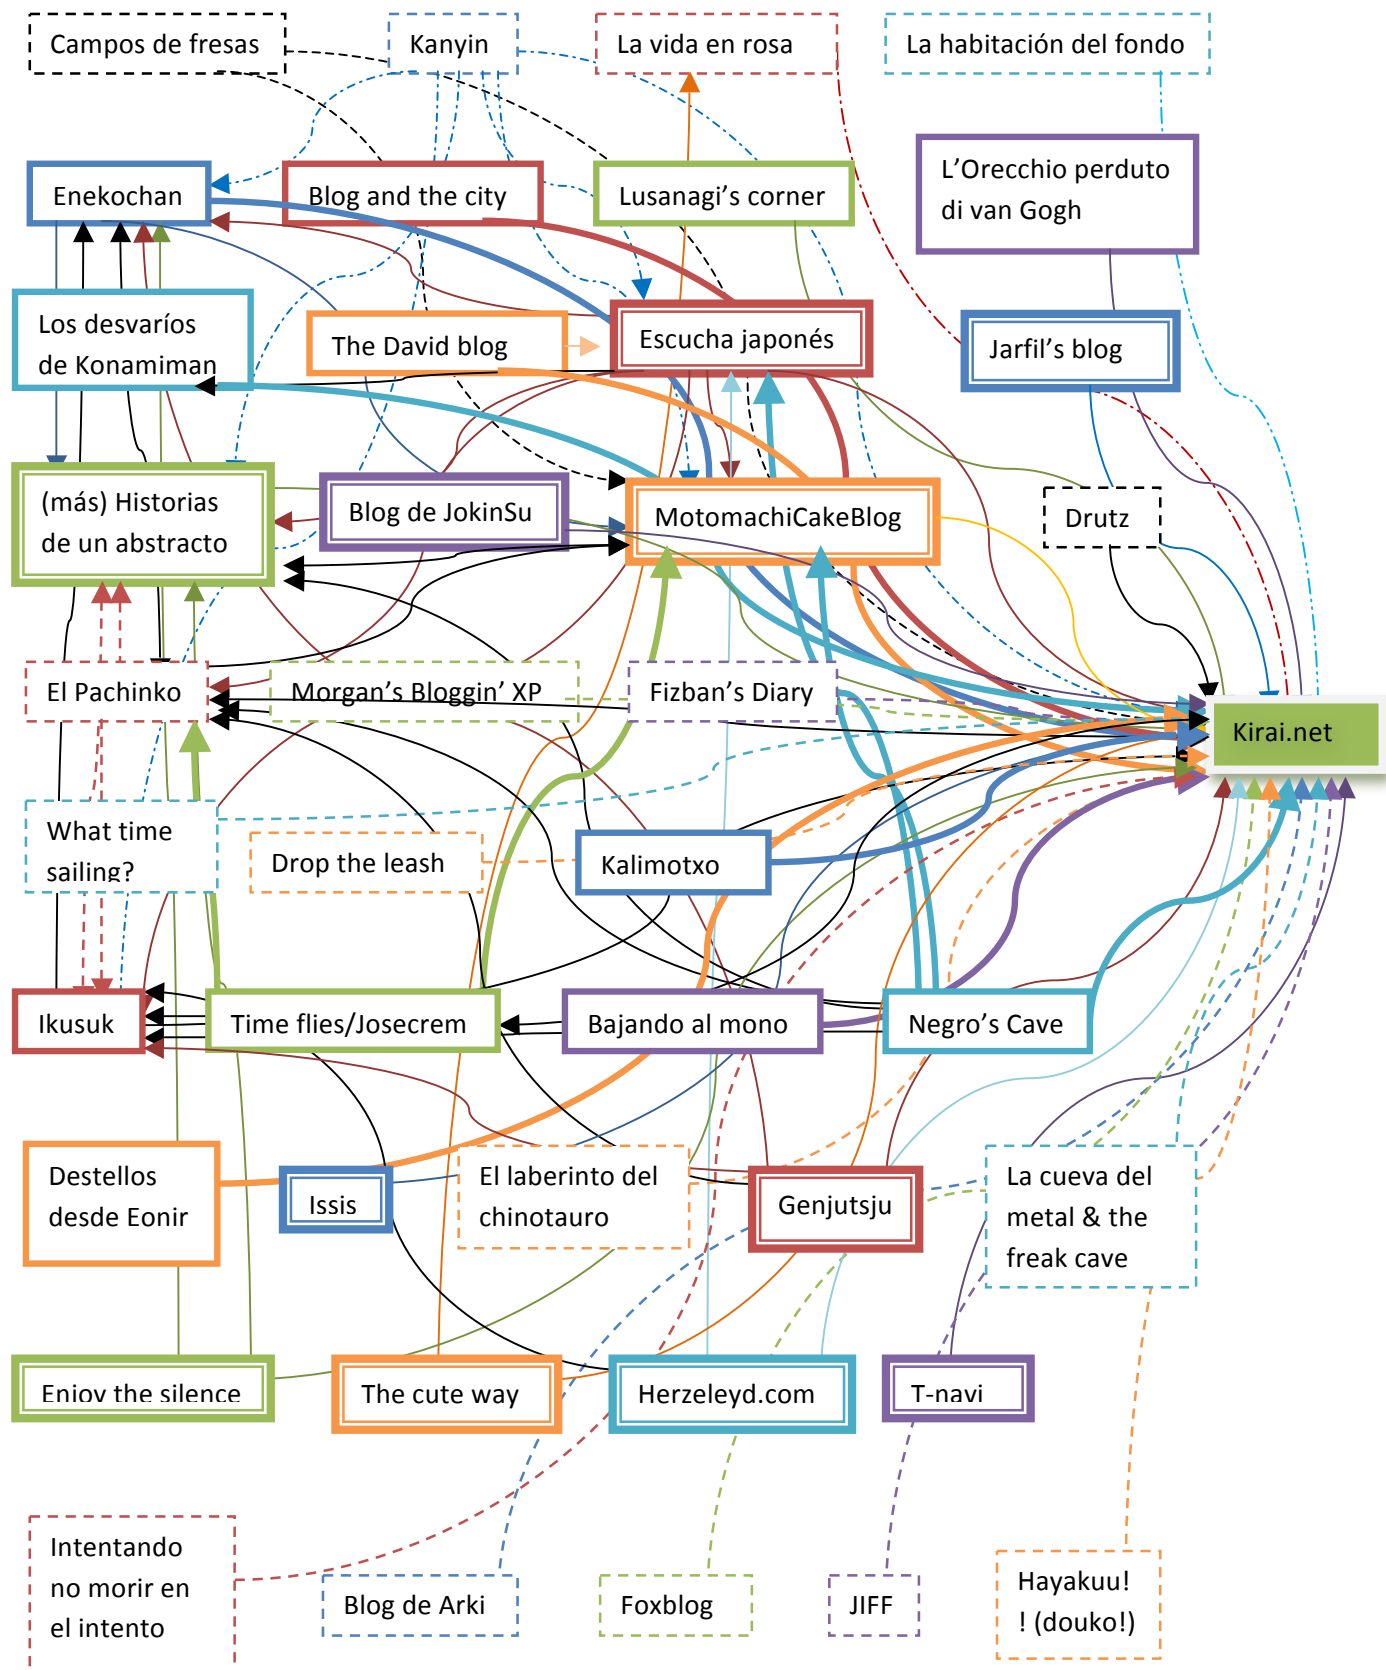 Campos de fresas
Kanyin
La vida en rosa
La habitación del fondo
Enekochan
Blog and the city
Lusanagi's corner
L'Orecchio perduto
di van Gogh
Los desvaríos
de Konamiman
The David blog
Escucha japonés
Jarfil's blog
(más) Historias
de un abstracto
Blog de JokinSu
MotomachiCakeBlog
Drutz
El Pachinko
Morgan's Bloggin' XP
Fizban's Diary
Kirai.net
What time
sailing?
Drop the leash
Kalimotxo
Ikusuk
Time flies/Josecrem
Bajando al mono
Negro's Cave
Destellos
desde Eonir
Issis
El laberinto del
chinotauro
Genjutsju
La cueva del
metal & the
freak cave
Enjoy the silence
The cute way
Herzeleyd.com
T-navi
Intentando
no morir en
el intento
Blog de Arki
Foxblog
JIFF
Hayakuu!
! (douko!)